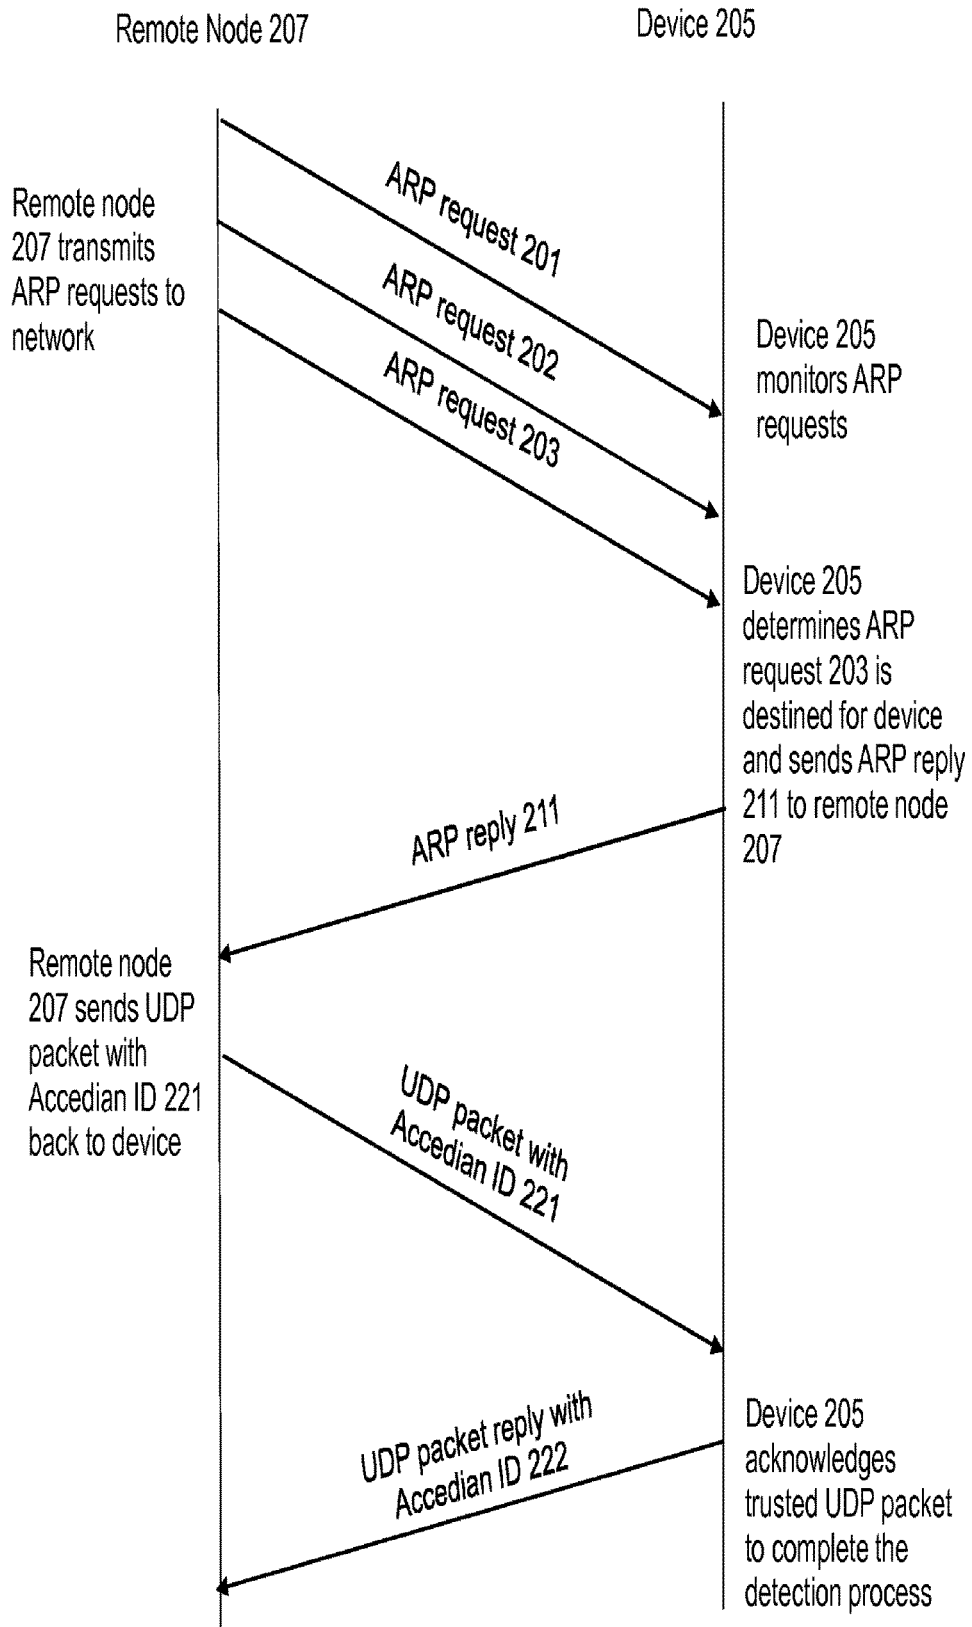 Remote Node 207
Device 205
ARP request 201
Remote node
207 transmits
ARP requests to
network
ARP request 202
ARP request 203
Device 205
monitors ARP
requests
Device 205
determines ARP
request 203 is
destined for device
and sends ARP reply
211 to remote node
207
ARP reply 211
Remote node
207 sends UDP
packet with
Accedian ID 221
back to device
UDP packet with
Accedian ID 221
UDP packet reply with
Accedian ID 222
Device 205
acknowledges
trusted UDP packet
to complete the
detection process